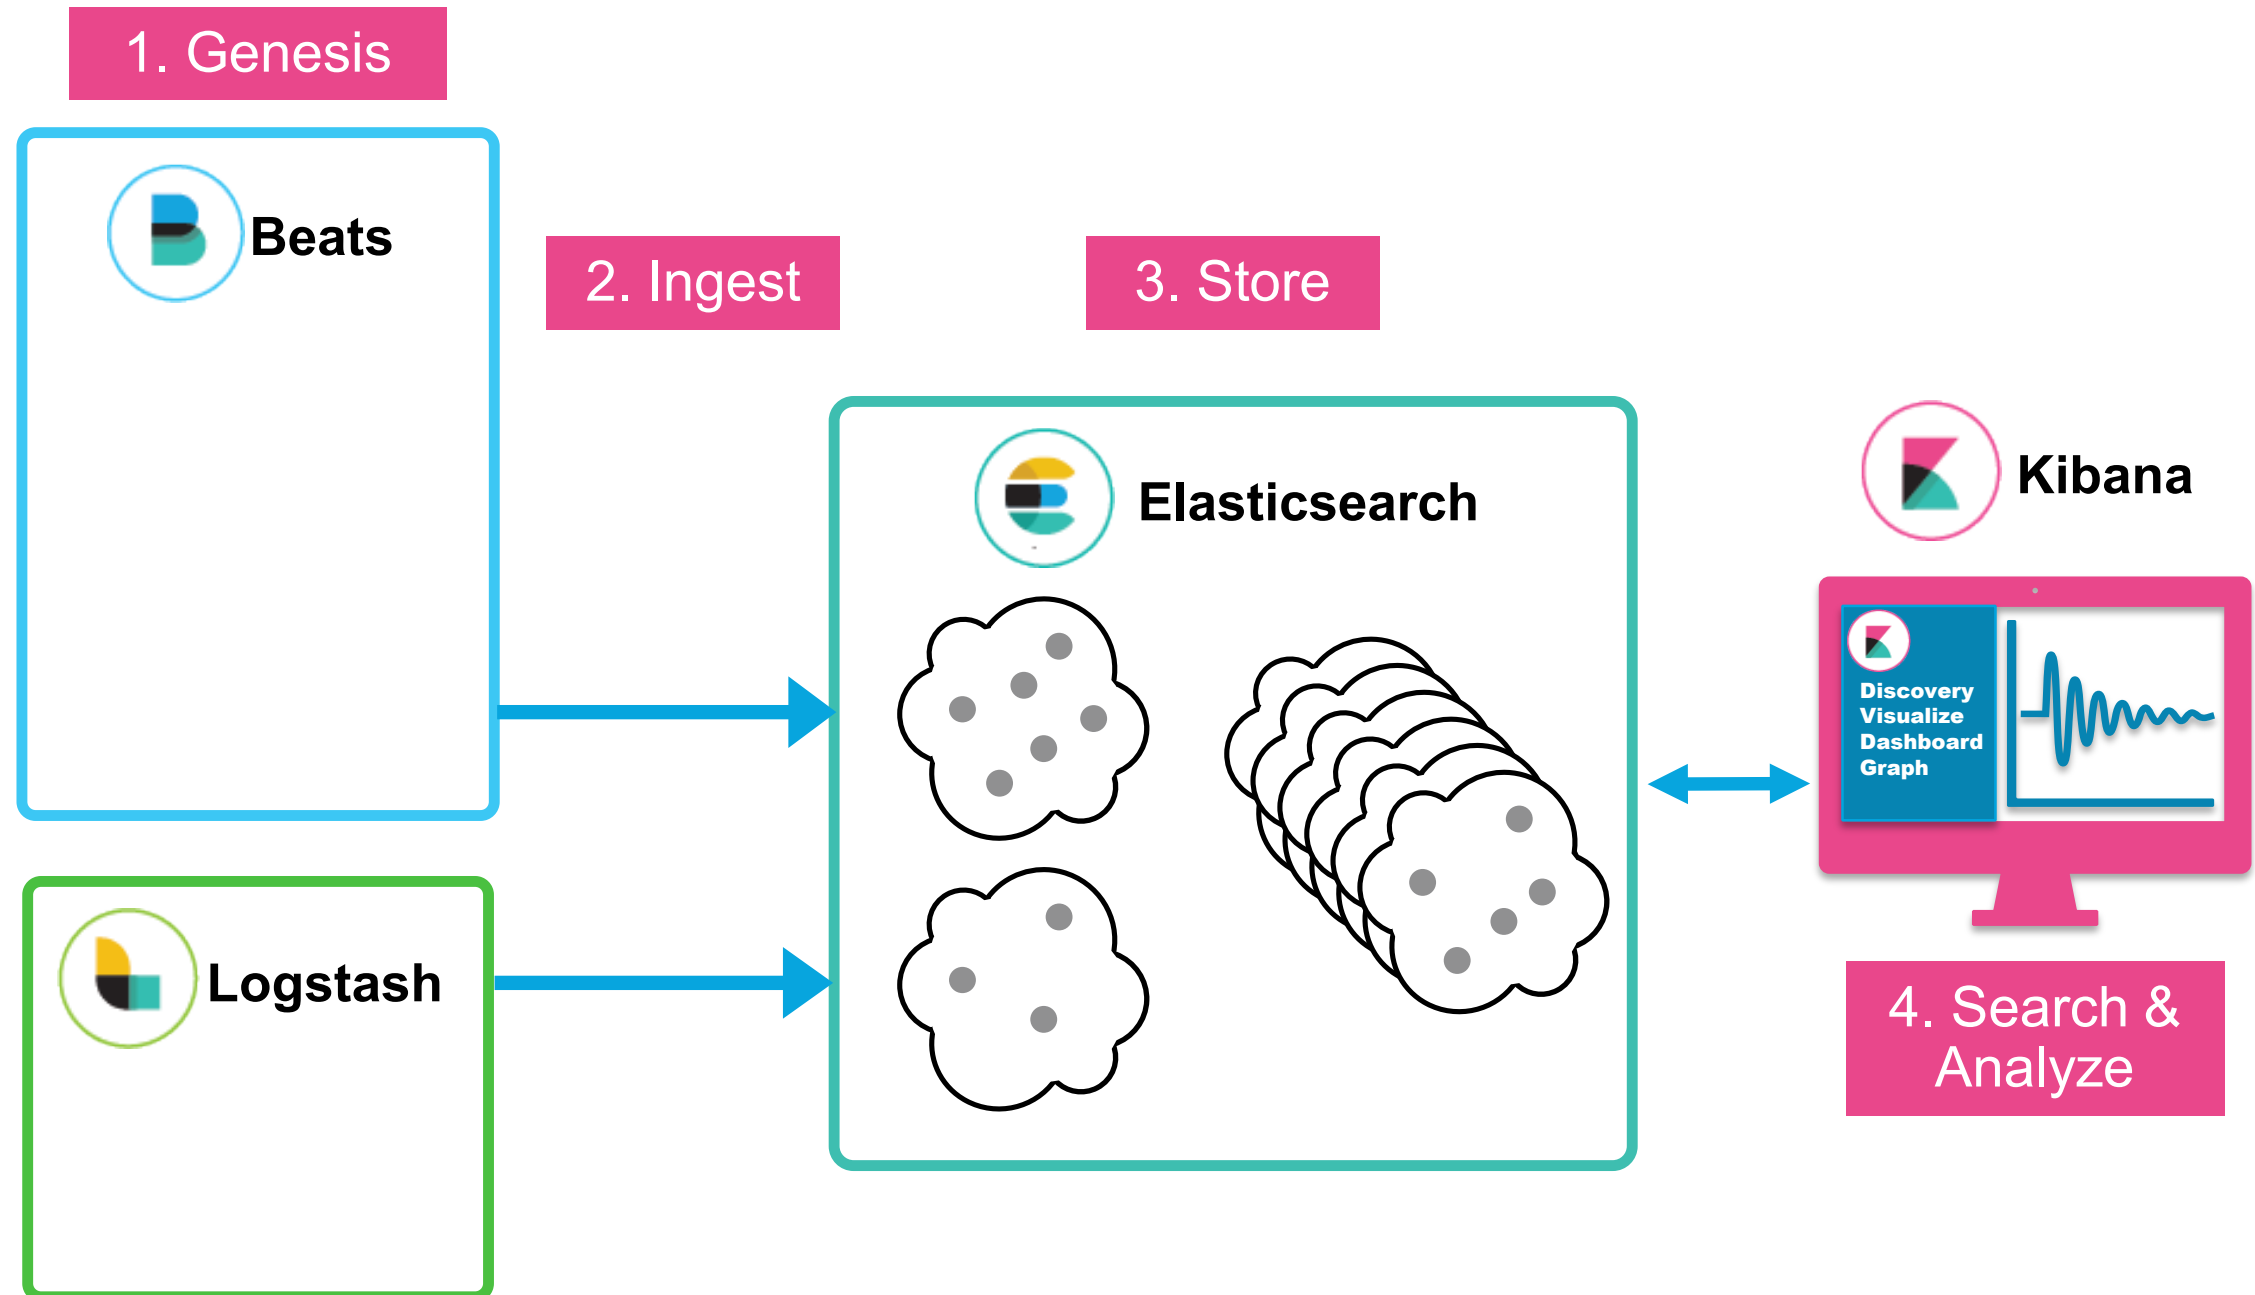 1. Genesis
Beats
2. Ingest
3. Store
Elasticsearch
Kibana
Discovery
Visualize
Dashboard
Graph
Logstash
4. Search &
Analyze